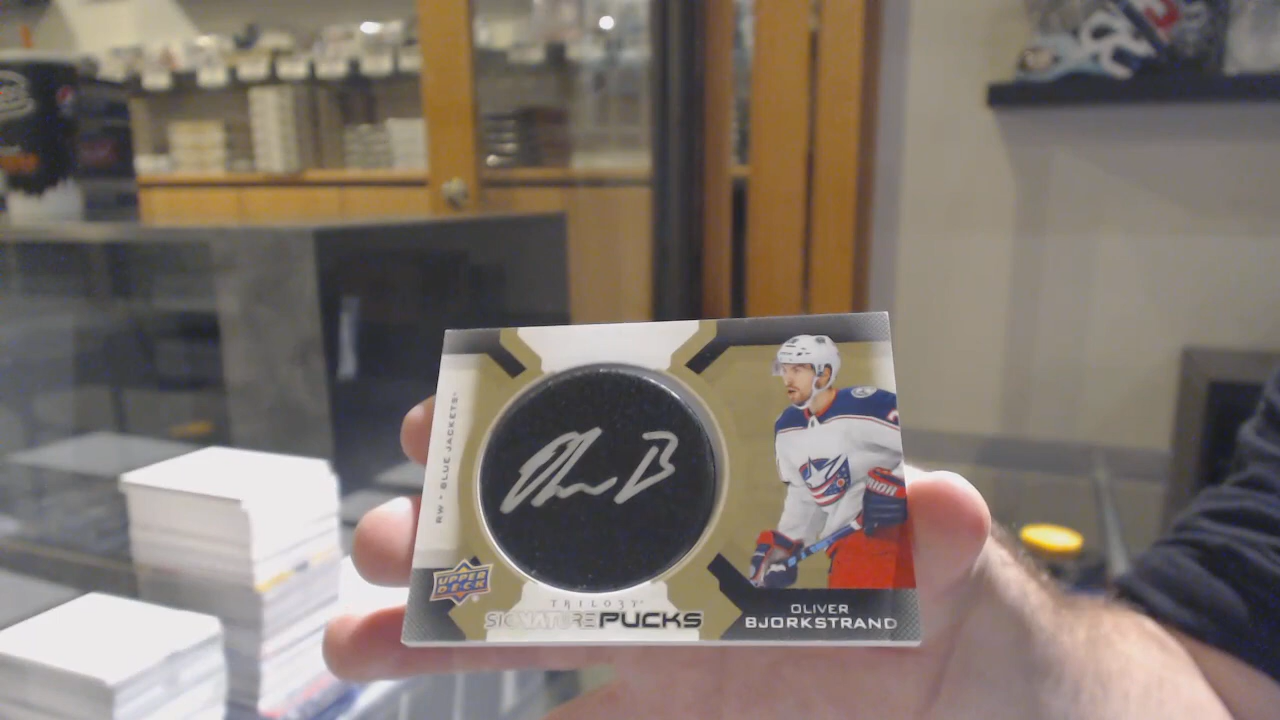 RW • BLUE JACKETS
UPPER
DECK
TRILOGY
SIGNATURE PUCKS
OLIVER
BJORKSTRAND